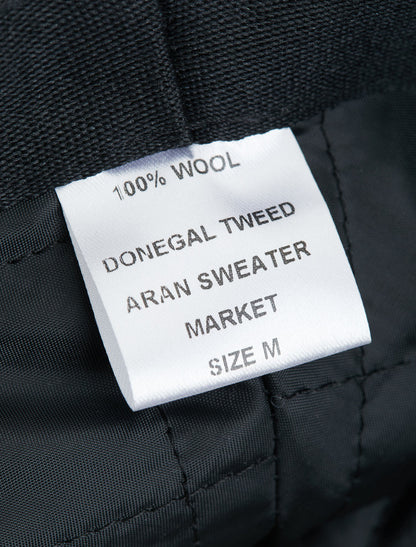 100% WOOL
DONEGAL TWEED
ARAN SWEATER
MARKET
SIZE M